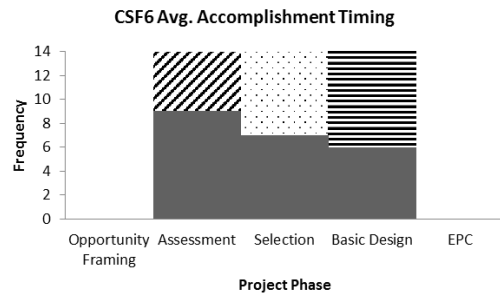 CSF6 Avg. Accomplishment Timing
Frequency
14
12
10
8
6
4
2
0
Opportunity Framing
Assessment
Selection
Basic Design
EPC
Project Phase